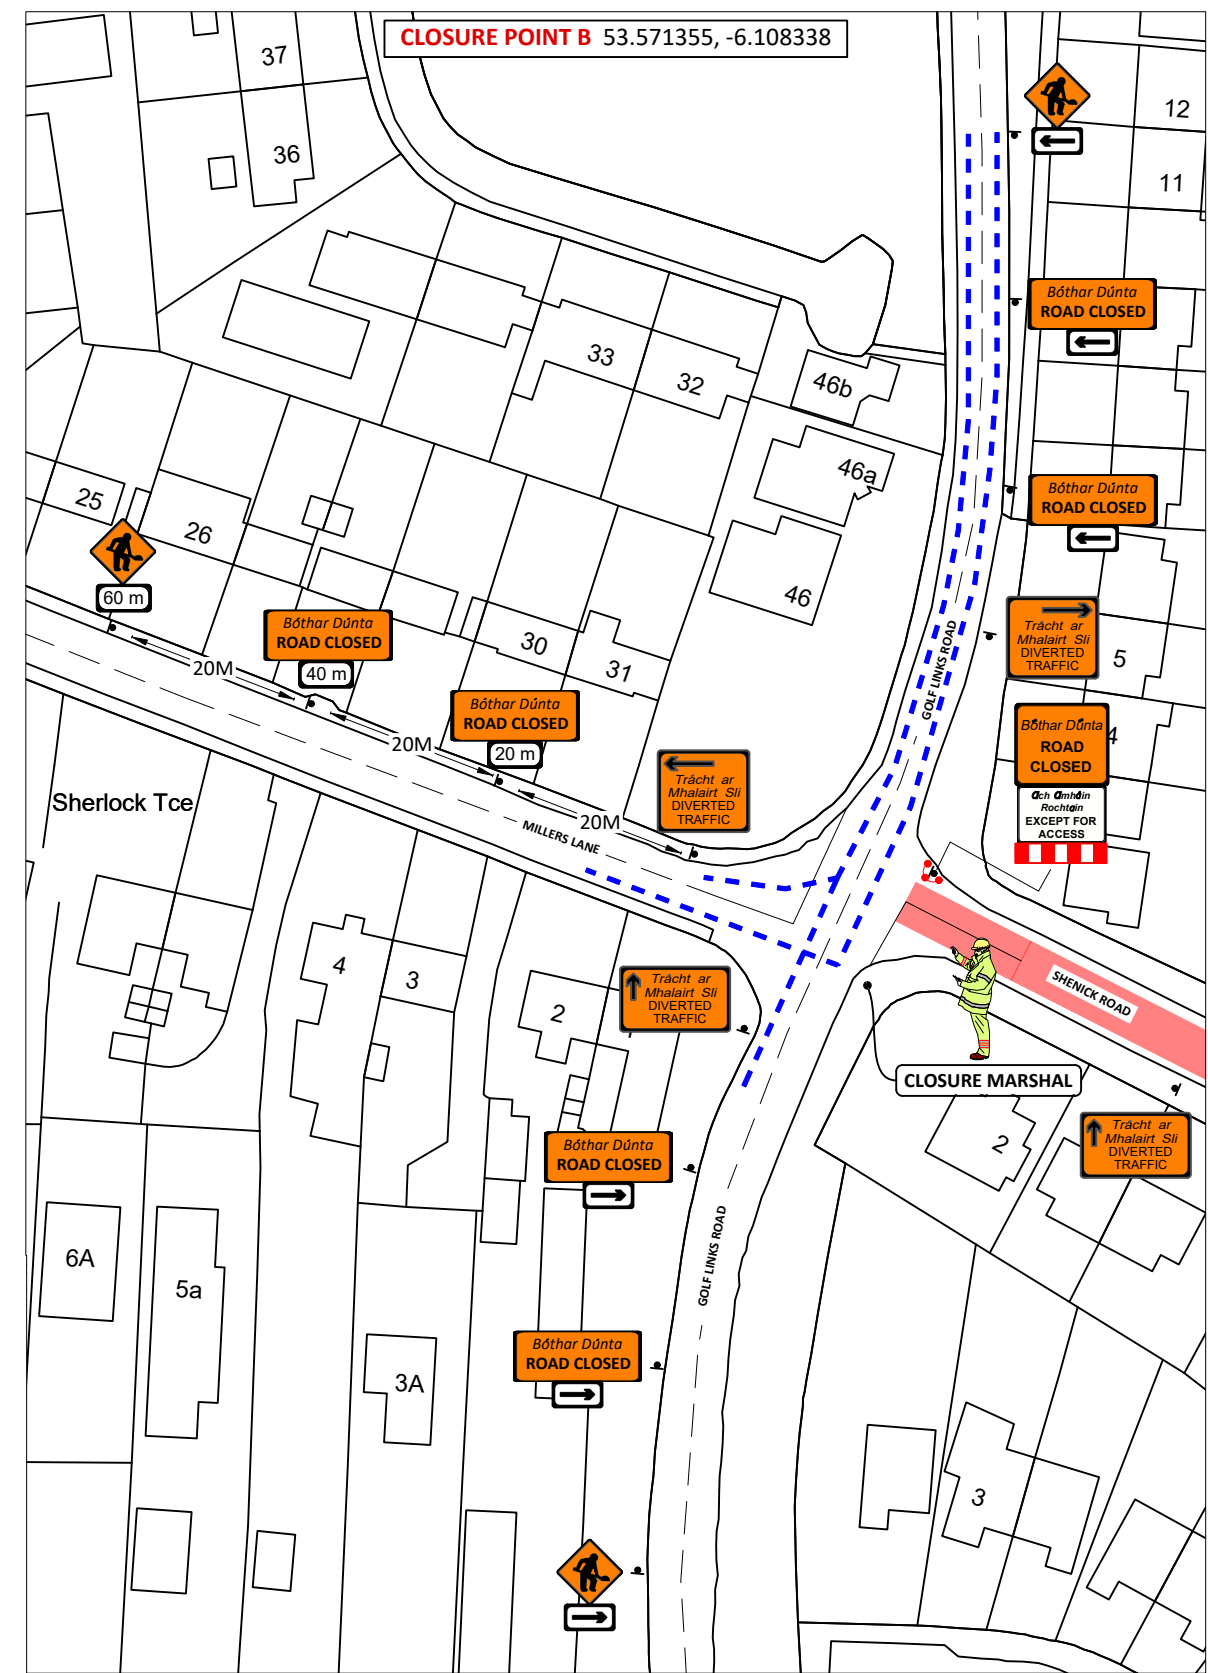 CLOSURE POINT B 53.571355, -6.108338
37
36
12
11
Bóthar Dúnta
ROAD CLOSED
33
32
46b
46a
46
25
26
60 m
Bóthar Dúnta
ROAD CLOSED
Bóthar Dúnta
ROAD CLOSED
40 m
20M
30
31
Bóthar Dúnta
ROAD CLOSED
20 m
20M
20M
GOLF LINKS ROAD
Trácht ar
Mhalairt Slí
DIVERTED
TRAFFIC
5
4
Bóthar Dúnta
ROAD
CLOSED
Ach Amháin
Rochtain
EXCEPT FOR
ACCESS
Trácht ar
Mhalairt Slí
DIVERTED
TRAFFIC
Sherlock Tce
MILLERS LANE
4
3
2
Trácht ar
Mhalairt Slí
DIVERTED
TRAFFIC
SHENICK ROAD
CLOSURE MARSHAL
2
Trácht ar
Mhalairt Slí
DIVERTED
TRAFFIC
Bóthar Dúnta
ROAD CLOSED
GOLF LINKS ROAD
6A
5a
3A
Bóthar Dúnta
ROAD CLOSED
3